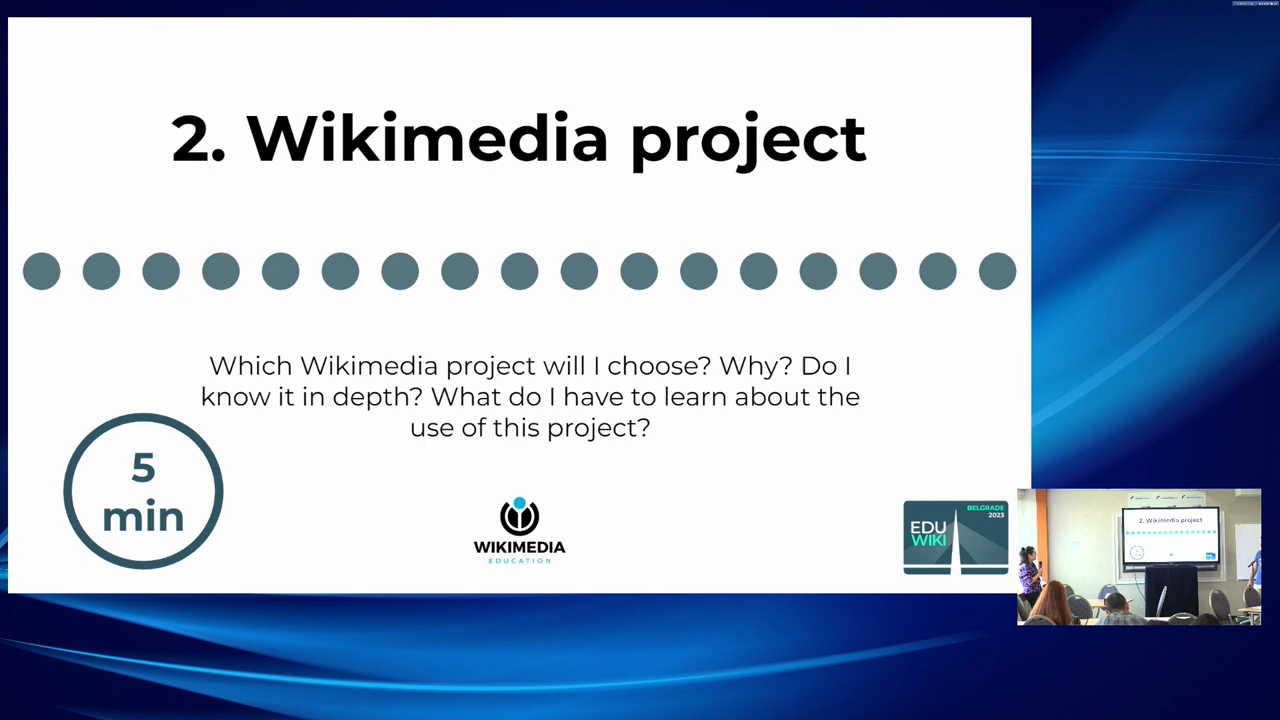 2. Wikimedia project
Which Wikimedia project will I choose? Why? Do I
know it in depth? What do I have to learn about the
use of this project?
5
min
WIKIMEDIA
EDUCATION
BELGRADE
2023
EDU
WIKI
2. Wikimedia project